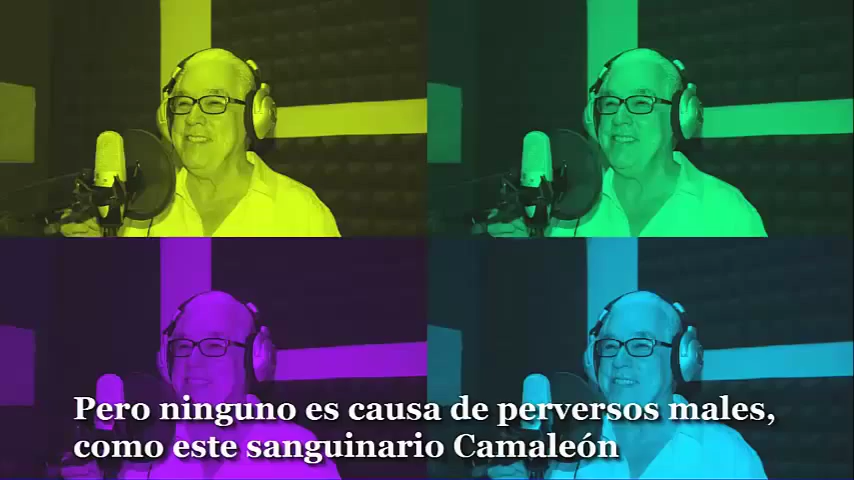 Pero ninguno es causa de perversos males,
como este sanguinario Camaleón